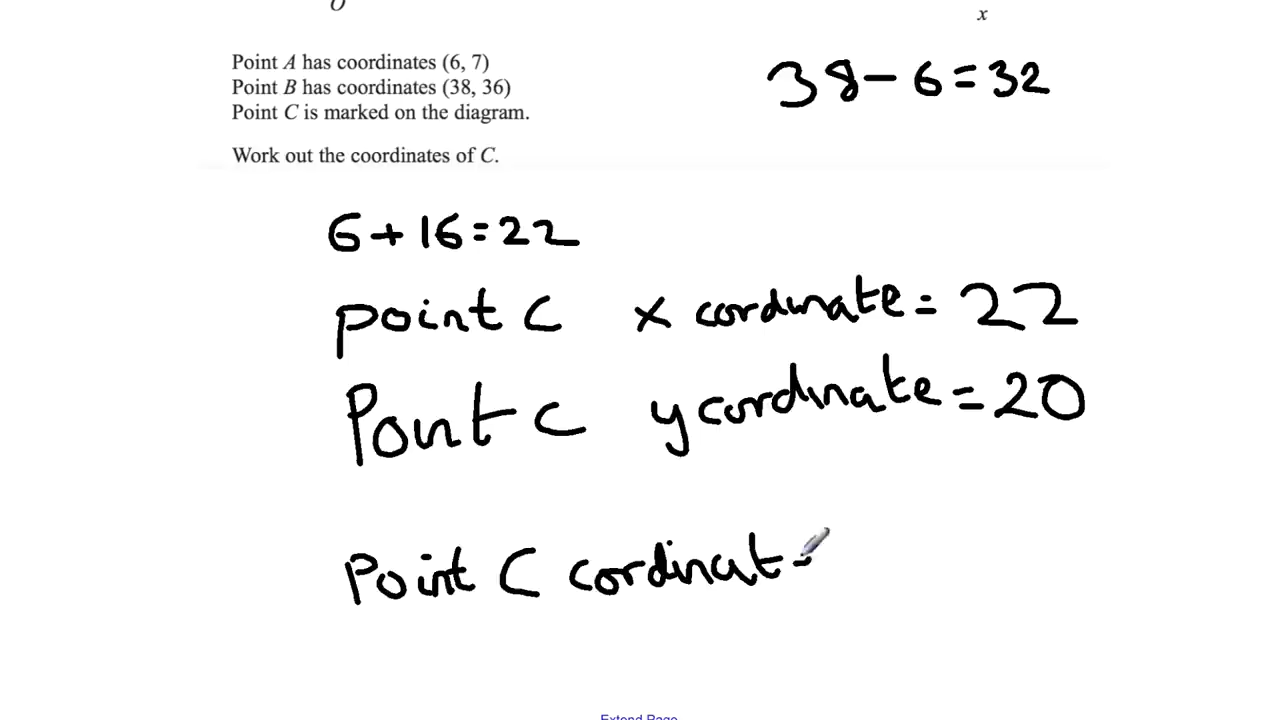 O
x
Point A has coordinates (6, 7)
Point B has coordinates (38, 36)
Point C is marked on the diagram.
38 - 6 = 32
Work out the coordinates of C.
6 + 16 = 22
point C x cordinate = 22
Point C y cordinate = 20
Point C cordinat
Extend Page